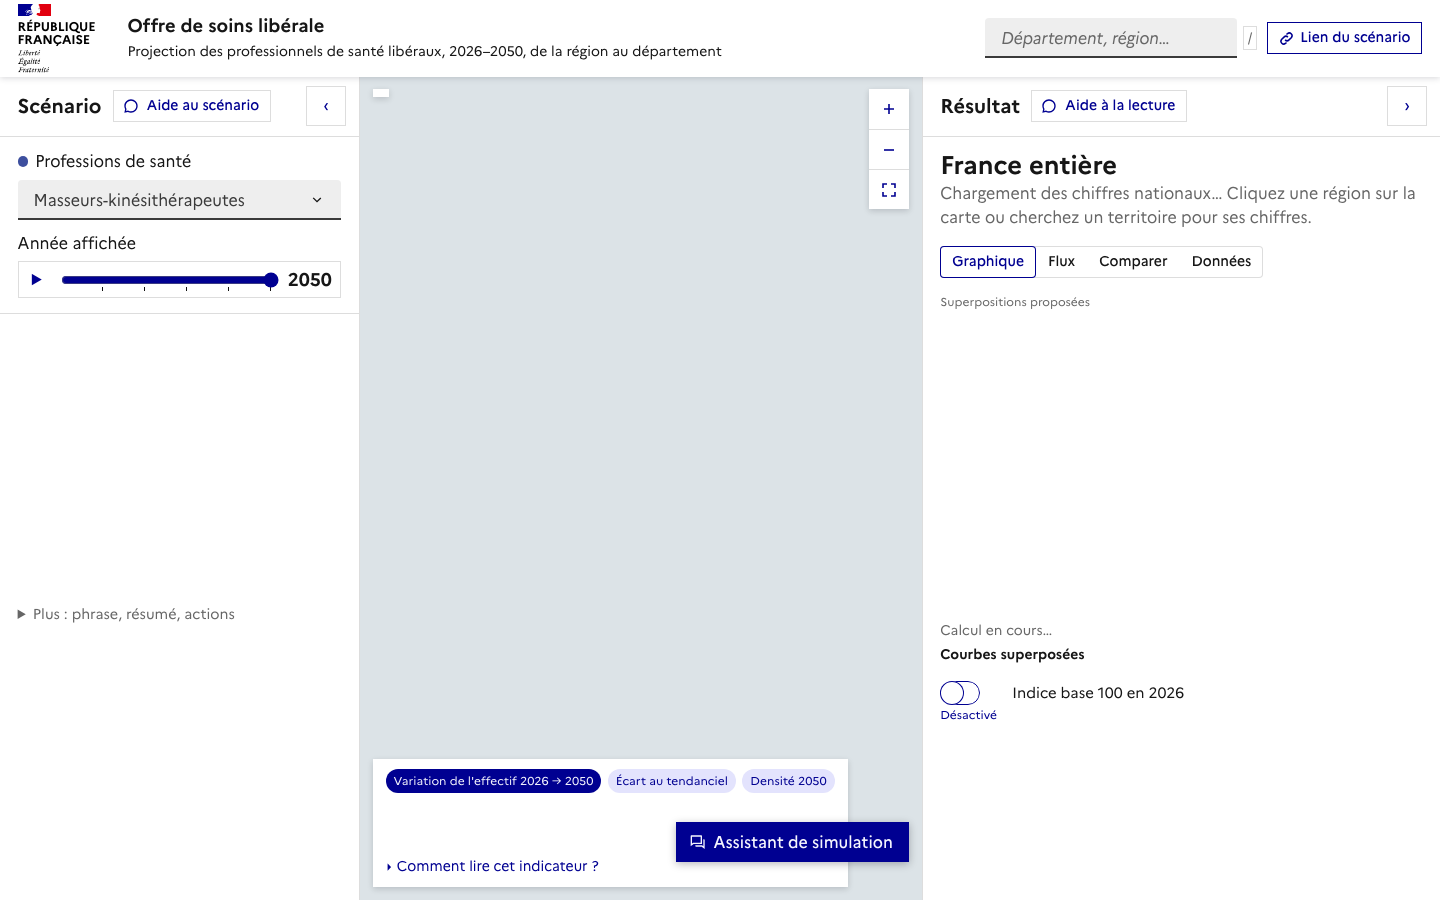 RÉPUBLIQUE
FRANÇAISE
Liberté
Égalité
Fraternité
Offre de soins libérale
Projection des professionnels de santé libéraux, 2026–2050, de la région au département
Département, région…
/
Lien du scénario
Scénario
Aide au scénario
‹
Professions de santé
Masseurs-kinésithérapeutes
Année affichée
2050
Plus : phrase, résumé, actions
+
−
Variation de l'effectif 2026 → 2050
Écart au tendanciel
Densité 2050
Assistant de simulation
Comment lire cet indicateur ?
Résultat
Aide à la lecture
›
France entière
Chargement des chiffres nationaux… Cliquez une région sur la
carte ou cherchez un territoire pour ses chiffres.
Graphique
Flux
Comparer
Données
Superpositions proposées
Calcul en cours…
Courbes superposées
Indice base 100 en 2026
Désactivé